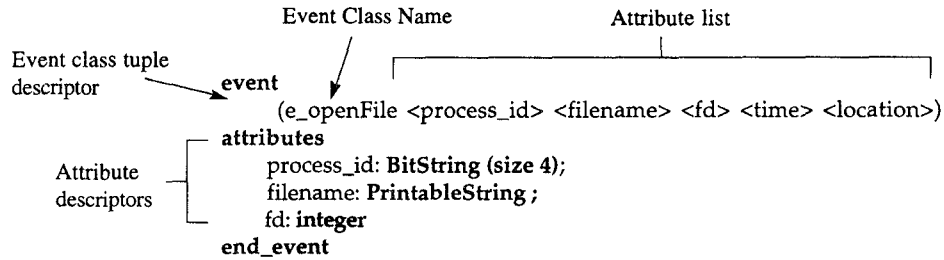 Event Class Name
Attribute list
Event class tuple
descriptor
event
(e_openFile <process_id> <filename> <fd> <time> <location>)
attributes
process_id: BitString (size 4);
filename: PrintableString ;
fd: integer
Attribute
descriptors
end_event